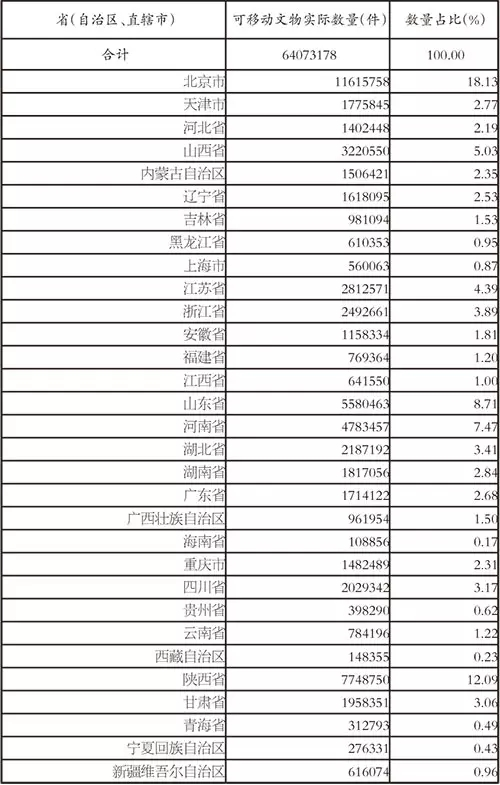 省(自治区、直辖市) 可移动文物实际数量(件) 数量占比(%)
合计 64073178 100.00
北京市 11615758 18.13
天津市 1775845 2.77
河北省 1402448 2.19
山西省 3220550 5.03
内蒙古自治区 1506421 2.35
辽宁省 1618095 2.53
吉林省 981094 1.53
黑龙江省 610353 0.95
上海市 560063 0.87
江苏省 2812571 4.39
浙江省 2492661 3.89
安徽省 1158334 1.81
福建省 769364 1.20
江西省 641550 1.00
山东省 5580463 8.71
河南省 4783457 7.47
湖北省 2187192 3.41
湖南省 1817056 2.84
广东省 1714122 2.68
广西壮族自治区 961954 1.50
海南省 108856 0.17
重庆市 1482489 2.31
四川省 2029342 3.17
贵州省 398290 0.62
云南省 784196 1.22
西藏自治区 148355 0.23
陕西省 7748750 12.09
甘肃省 1958351 3.06
青海省 312793 0.49
宁夏回族自治区 276331 0.43
新疆维吾尔自治区 616074 0.96